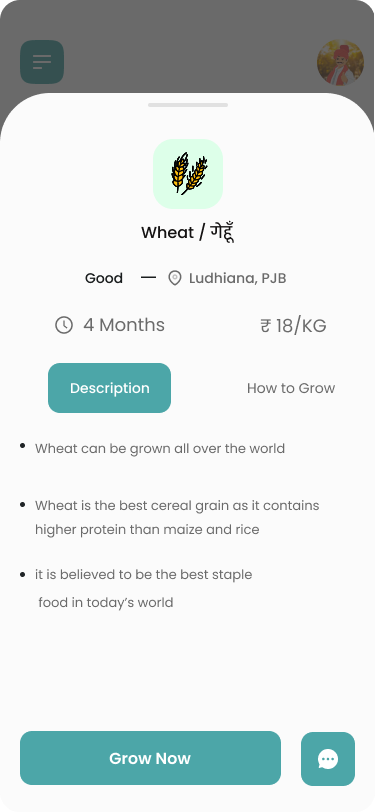 Wheat / गेहूँ
Good — Ludhiana, PJB
4 Months ₹ 18/KG
Description How to Grow
• Wheat can be grown all over the world
• Wheat is the best cereal grain as it contains
higher protein than maize and rice
• it is believed to be the best staple
food in today’s world
Grow Now